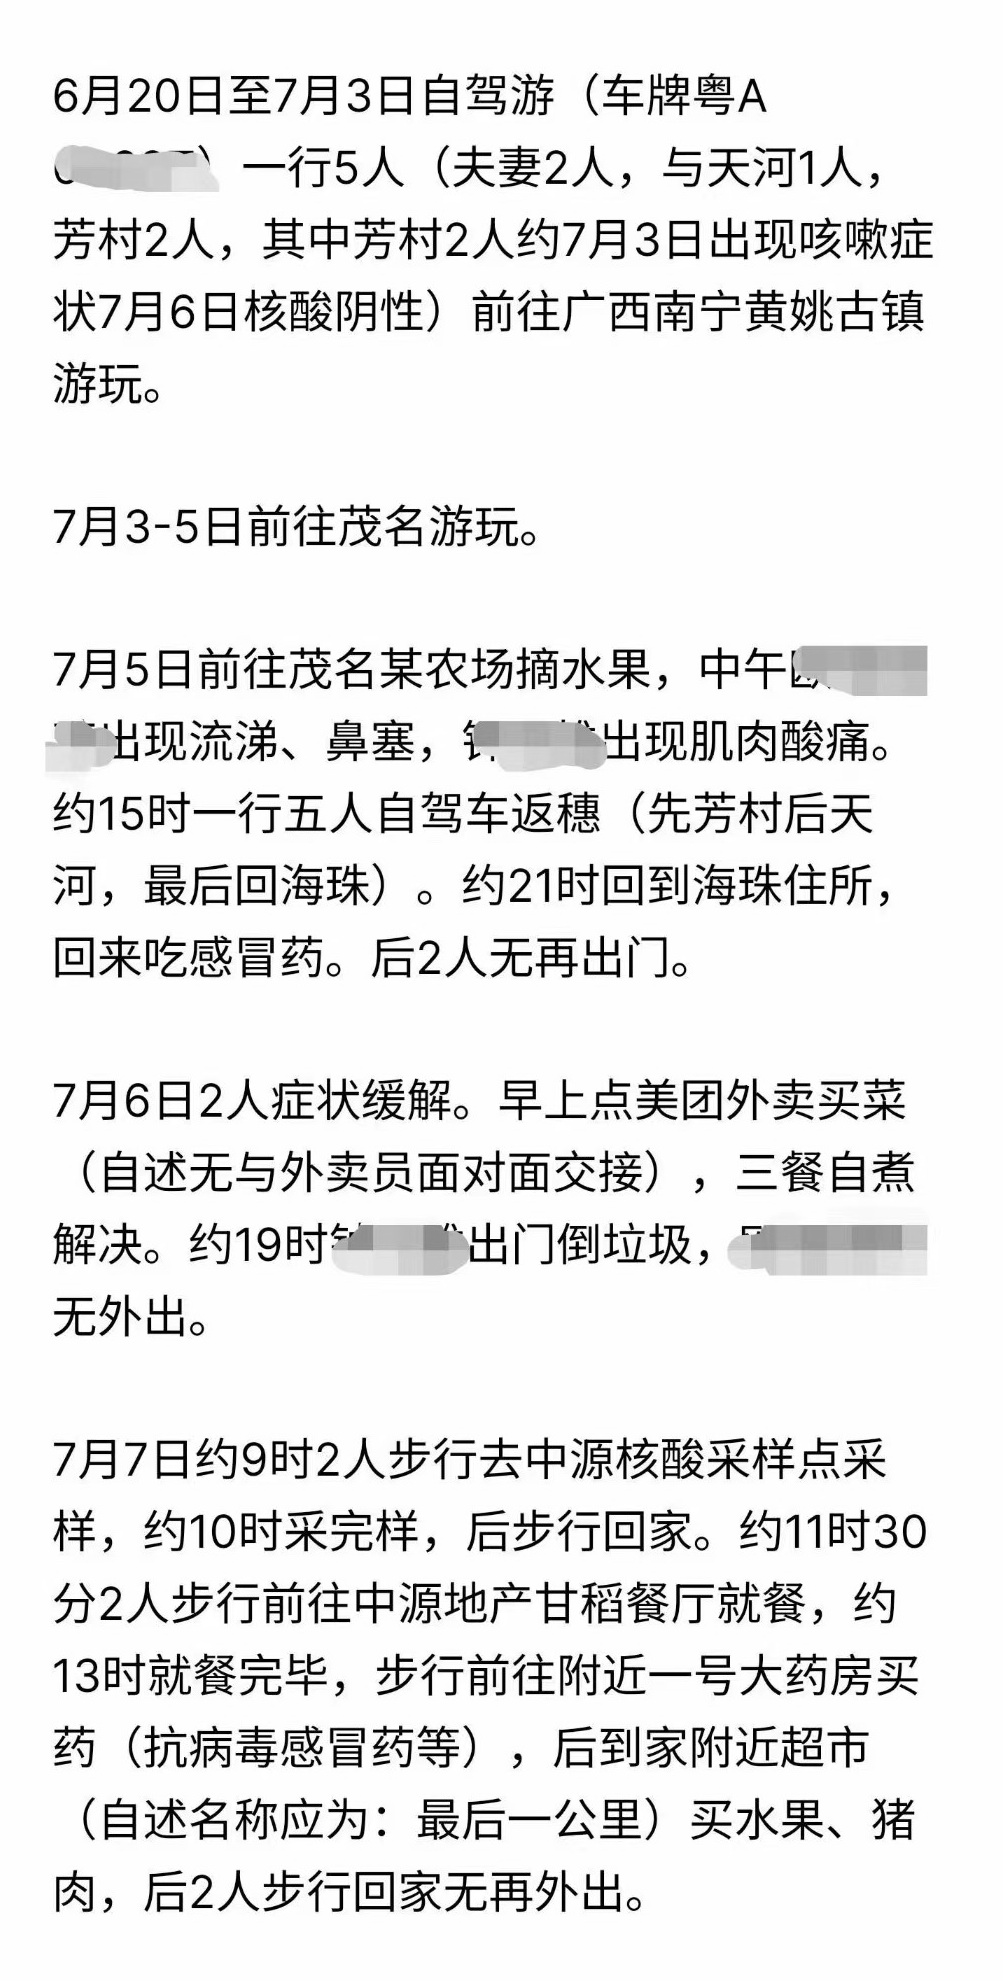 6月20日至7月3日自驾游（车牌粤A
）一行5人（夫妻2人，与天河1人，
芳村2人，其中芳村2人约7月3日出现咳嗽症
状7月6日核酸阴性）前往广西南宁黄姚古镇
游玩。
7月3-5日前往茂名游玩。
7月5日前往茂名某农场摘水果，中午
出现流涕、鼻塞，出现肌肉酸痛。
约15时一行五人自驾车返穗（先芳村后天
河，最后回海珠）。约21时回到海珠住所，
回来吃感冒药。后2人无再出门。
7月6日2人症状缓解。早上点美团外卖买菜
（自述无与外卖员面对面交接），三餐自煮
解决。约19时出门倒垃圾，
无外出。
7月7日约9时2人步行去中源核酸采样点采
样，约10时采完样，后步行回家。约11时30
分2人步行前往中源地产甘稻餐厅就餐，约
13时就餐完毕，步行前往附近一号大药房买
药（抗病毒感冒药等），后到家附近超市
（自述名称应为：最后一公里）买水果、猪
肉，后2人步行回家无再外出。